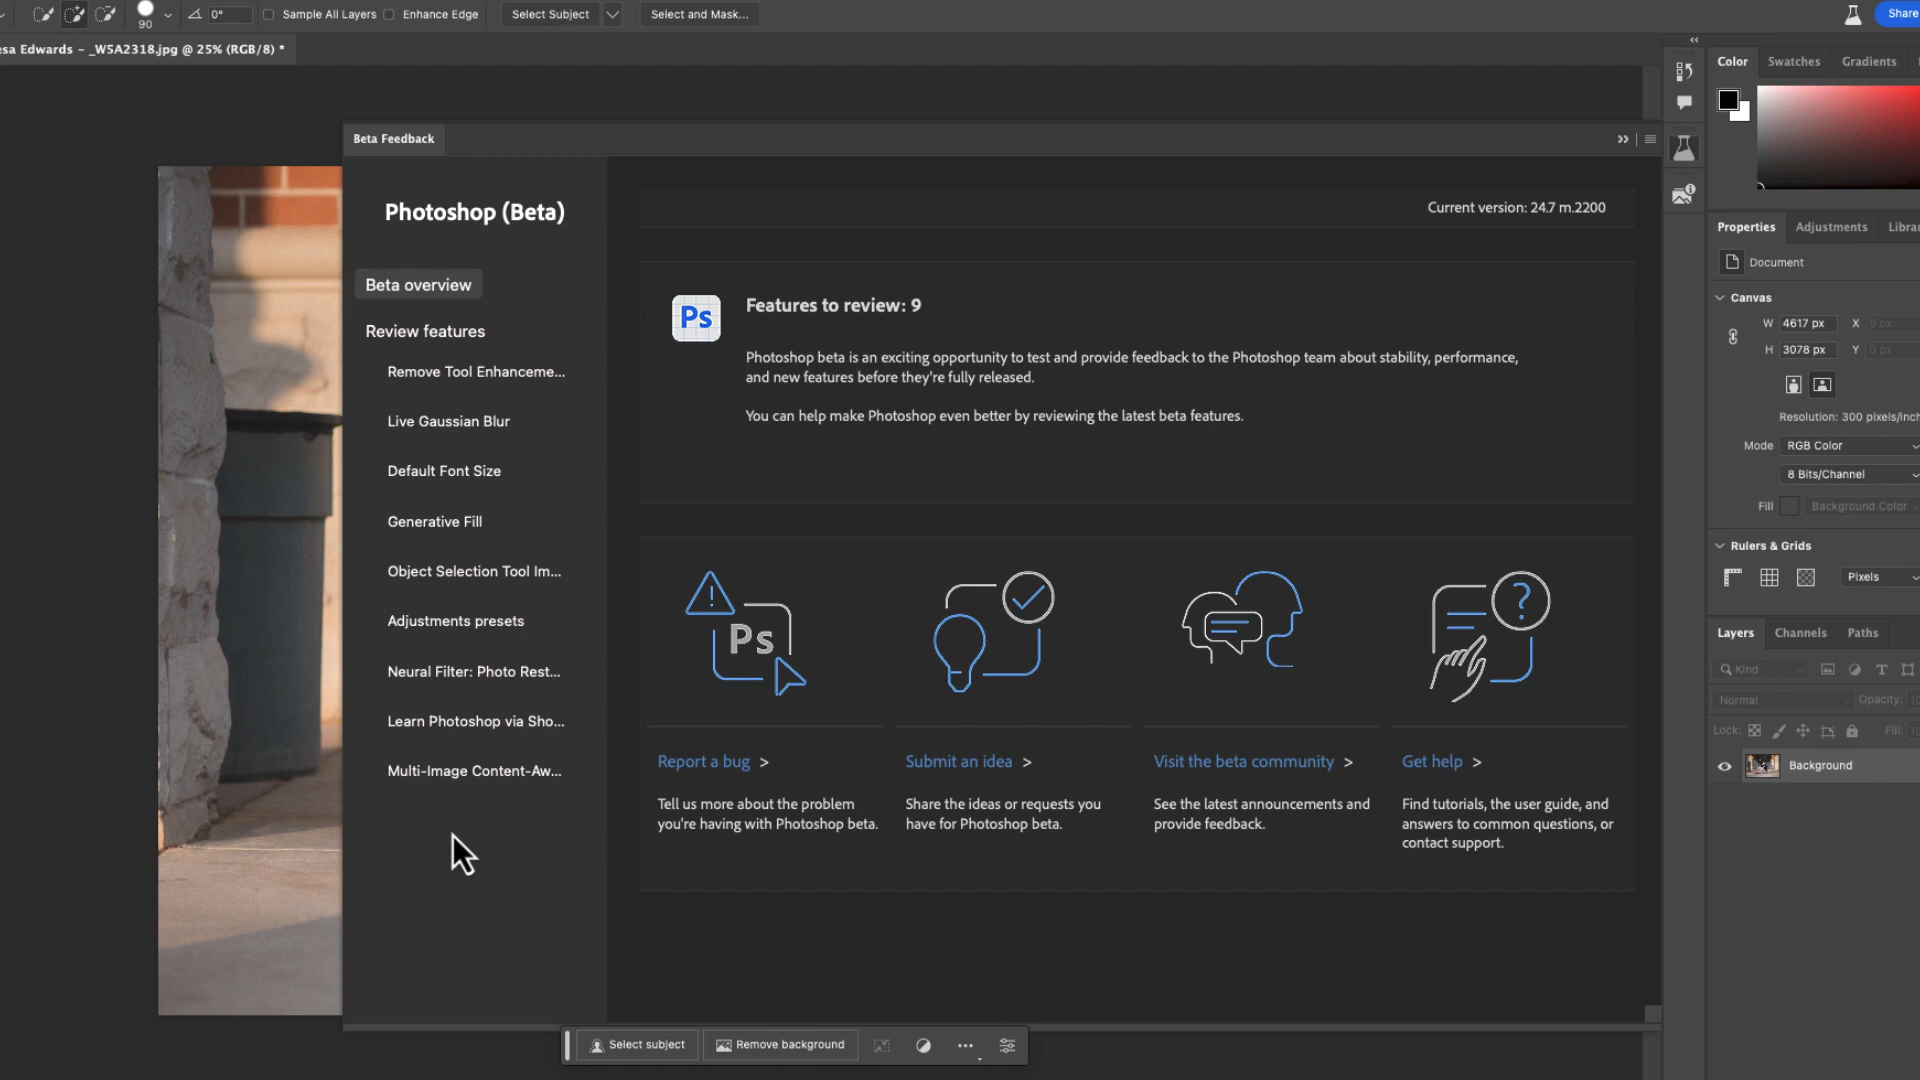 90
0°
Sample All Layers
Enhance Edge
Select Subject
Select and Mask...
Share
esa Edwards - _W5A2318.jpg @ 25% (RGB/8) *
Beta Feedback
Photoshop (Beta)
Beta overview
Review features
Remove Tool Enhanceme...
Live Gaussian Blur
Default Font Size
Generative Fill
Object Selection Tool Im...
Adjustments presets
Neural Filter: Photo Rest...
Learn Photoshop via Sho...
Multi-Image Content-Aw...
Current version: 24.7 m.2200
Ps
Features to review: 9
Photoshop beta is an exciting opportunity to test and provide feedback to the Photoshop team about stability, performance,
and new features before they're fully released.
You can help make Photoshop even better by reviewing the latest beta features.
Ps
Report a bug >
Tell us more about the problem
you're having with Photoshop beta.
Submit an idea >
Share the ideas or requests you
have for Photoshop beta.
Visit the beta community >
See the latest announcements and
provide feedback.
Get help >
Find tutorials, the user guide, and
answers to common questions, or
contact support.
Select subject
Remove background
Color
Swatches
Gradients
Properties
Adjustments
Librar
Document
Canvas
W 4617 px X 0 px
H 3078 px Y 0 px
Resolution: 300 pixels/inch
Mode RGB Color
8 Bits/Channel
Fill Background Color
Rulers & Grids
Pixels
Layers
Channels
Paths
Kind
Normal
Opacity:
Lock:
Fill:
Background